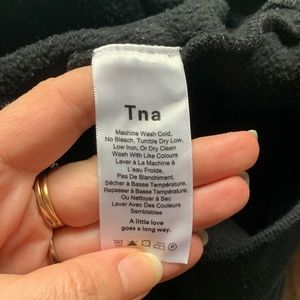 Tna
Machine Wash Cold,
No Bleach, Tumble Dry Low,
Low Iron, Or Dry Clean
Wash With Like Colours
Laver à La Machine à
L'eau Froide,
Pas De Blanchiment,
Sécher à Basse Température,
Repasser à Basse Température,
Ou Nettoyer à Sec
Laver Avec Des Couleurs
Semblables
A little love
goes a long way.